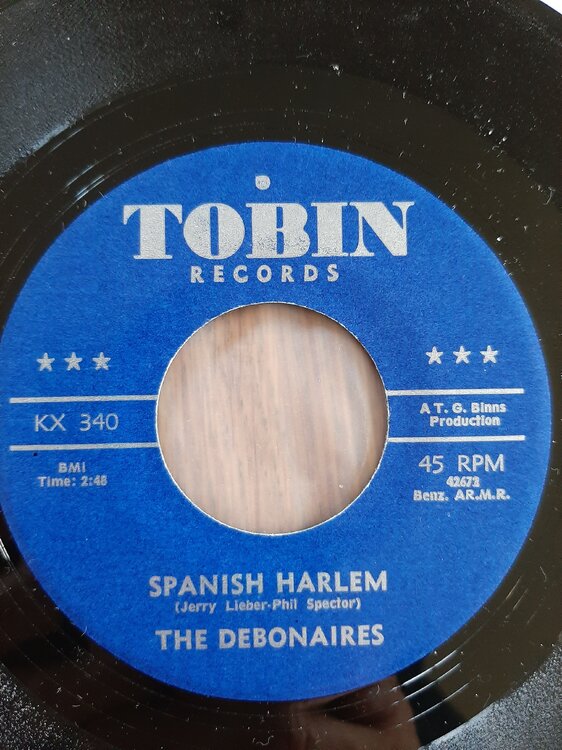 TOBIN
RECORDS
★ ★ ★
★ ★ ★
KX 340
A T. G. Binns
Production
BMI
Time: 2:48
45 RPM
42672
Benz. AR.M.R.
SPANISH HARLEM
(Jerry Lieber-Phil Spector)
THE DEBONAIRES